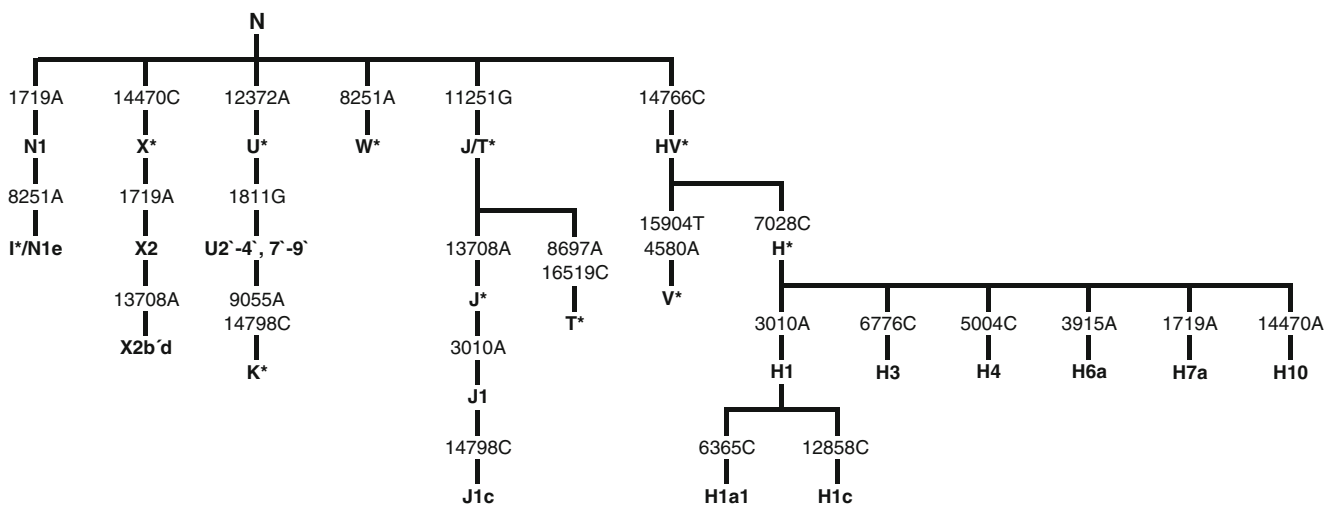 N
1719A 14470C 12372A 8251A 11251G 14766C
N1 X* U* W* J/T* HV*
8251A 1719A 1811G
15904T 7028C
I*/N1e X2 U2`-4`, 7`-9` 13708A 8697A 4580A H*
16519C
13708A 9055A J* V*
14798C T* 3010A 6776C 5004C 3915A 1719A 14470A
X2b´d 3010A
K* H1 H3 H4 H6a H7a H10
J1
14798C 6365C 12858C
J1c H1a1 H1c